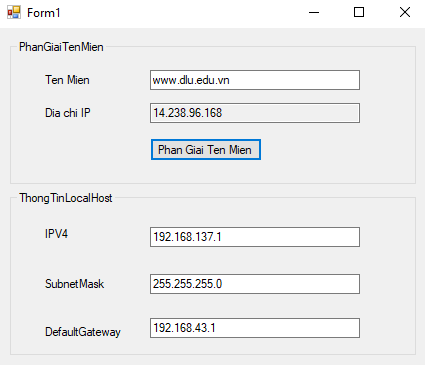 Form1
PhanGiaiTenMien
Ten Mien www.dlu.edu.vn
Dia chi IP 14.238.96.168
Phan Giai Ten Mien
ThongTinLocalHost
IPV4 192.168.137.1
SubnetMask 255.255.255.0
DefaultGateway 192.168.43.1